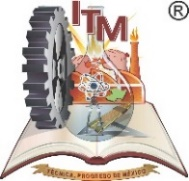 ITM
®
TÉCNICA, PROGRESO DE MÉXICO